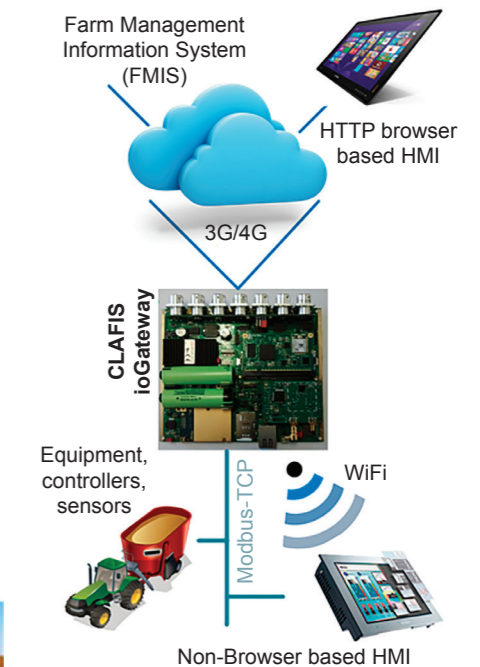 Farm Management
Information System
(FMIS)
HTTP browser
based HMI
3G/4G
CLAFIS
ioGateway
Equipment,
controllers,
sensors
Modbus-TCP
WiFi
Non-Browser based HMI